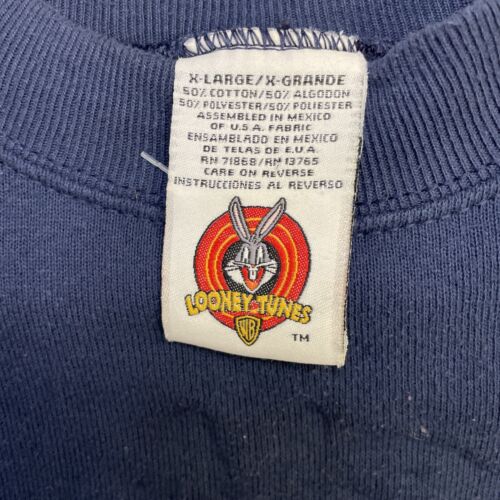 X-LARGE/X-GRANDE
50% COTTON/50% ALGODON
50% POLYESTER/50% POLIESTER
ASSEMBLED IN MEXICO
OF U.S.A. FABRIC
ENSAMBLADO EN MEXICO
DE TELAS DE E.U.A.
RN 71868/RN 13765
CARE ON REVERSE
INSTRUCCIONES AL REVERSO
LOONEY TUNES
WB
TM